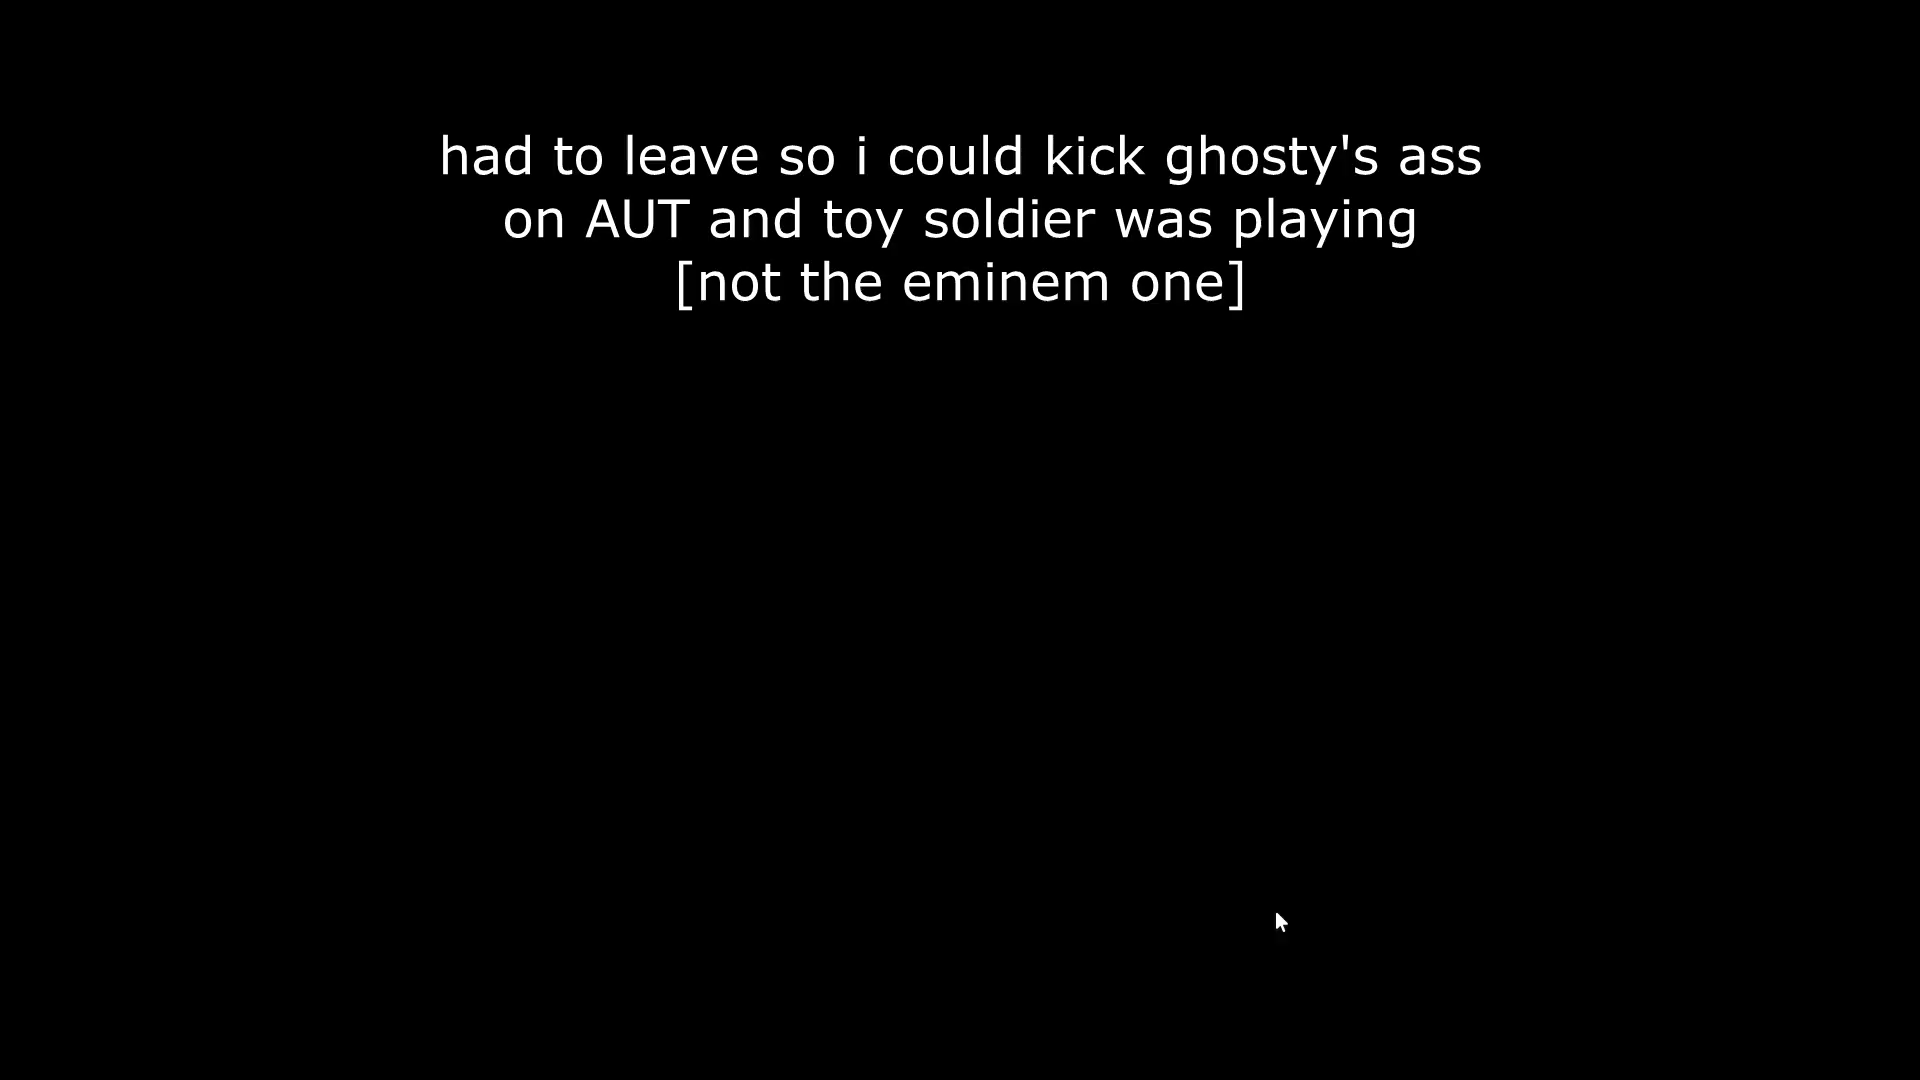 had to leave so i could kick ghosty's ass
on AUT and toy soldier was playing
[not the eminem one]